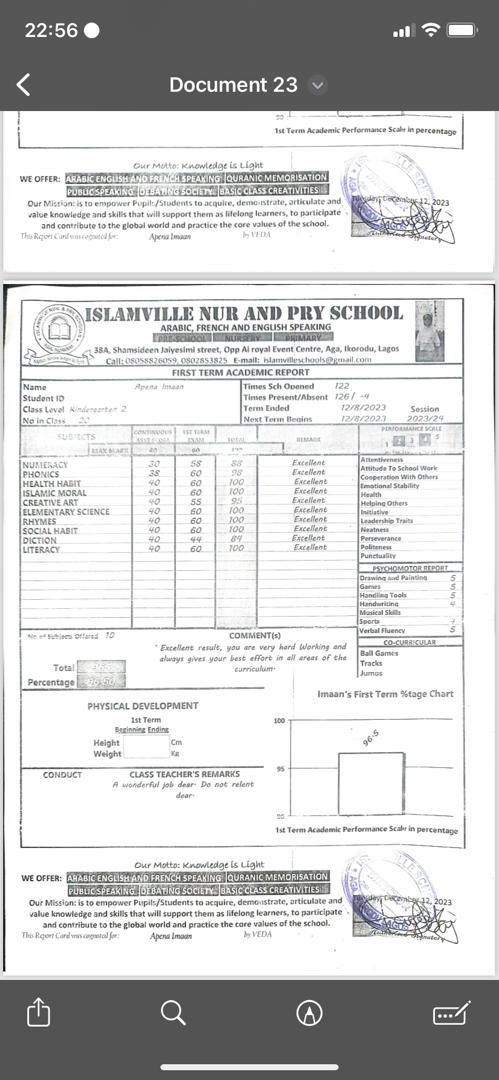 22:56
Document 23
1st Term Academic Performance Scale in percentage
Our Motto: Knowledge is Light
WE OFFER: ARABIC ENGLISH AND FRENCH SPEAKING QURANIC MEMORISATION
PUBLIC SPEAKING DEBATING SOCIETY BASIC CLASS CREATIVITIES
Our Mission: is to empower Pupils/Students to acquire, demonstrate, articulate and
value knowledge and skills that will support them as lifelong learners, to participate
and contribute to the global world and practice the core values of the school.
Tuesday, December 12, 2023
Authorised Signatory
This Report Card was cognated for: Apena Imaan by VEDA
ISLAMVILLE NUR AND PRY SCHOOL
ARABIC, FRENCH AND ENGLISH SPEAKING
PRE-SCHOOL NURSERY PRIMARY
38A, Shamsideen Jaiyesimi street, Opp Al royal Event Centre, Aga, Ikorodu, Lagos
Call: 08058826059, 0802853825 E-mail: islamvilleschools@gmail.com
FIRST TERM ACADEMIC REPORT
Name Apena Imaan
Student ID
Class Level Kindergarten 2
No in Class 20
Times Sch Opened 122
Times Present/Absent 126/ -4
Term Ended 12/8/2023 Session
Next Term Begins 12/8/2023 2023/24
SUBJECTS CONTINUOUS 1ST TERM EXAM TOTAL REMARK
MAX MARK 40 60
NUMERACY 30 58 88 Excellent
PHONICS 38 60 98 Excellent
HEALTH HABIT 40 60 100 Excellent
ISLAMIC MORAL 40 60 100 Excellent
CREATIVE ART 40 55 95 Excellent
ELEMENTARY SCIENCE 40 60 100 Excellent
RHYMES 40 60 100 Excellent
SOCIAL HABIT 40 60 100 Excellent
DICTION 40 44 84 Excellent
LITERACY 40 60 100 Excellent
PERFORMANCE SCALE
1 2 3 4 5
Attentiveness
Attitude To School Work
Cooperation With Others
Emotional Stability
Health
Helping Others
Initiative
Leadership Traits
Neatness
Perseverance
Politeness
Punctuality
PSYCHOMOTOR REPORT
Drawing and Painting 5
Games 5
Handling Tools 5
Handwriting 4
Musical Skills
Sports
Verbal Fluency 5
CO-CURRICULAR
Ball Games
Tracks
Jumps
No of Subjects Offered 10
Total
Percentage
COMMENT(s)
Excellent result, you are very hard Working and
always gives your best effort in all areas of the
curriculum.
PHYSICAL DEVELOPMENT
1st Term
Beginning Ending
Height Cm
Weight Kg
CONDUCT
CLASS TEACHER'S REMARKS
A wonderful job dear. Do not relent
dear.
Imaan's First Term %tage Chart
100
96.5
95
1st Term Academic Performance Scale in percentage
Our Motto: Knowledge is Light
WE OFFER: ARABIC ENGLISH AND FRENCH SPEAKING QURANIC MEMORISATION
PUBLIC SPEAKING DEBATING SOCIETY BASIC CLASS CREATIVITIES
Our Mission: is to empower Pupils/Students to acquire, demonstrate, articulate and
value knowledge and skills that will support them as lifelong learners, to participate
and contribute to the global world and practice the core values of the school.
Tuesday, December 12, 2023
Authorised Signatory
This Report Card was cognated for: Apena Imaan by VEDA